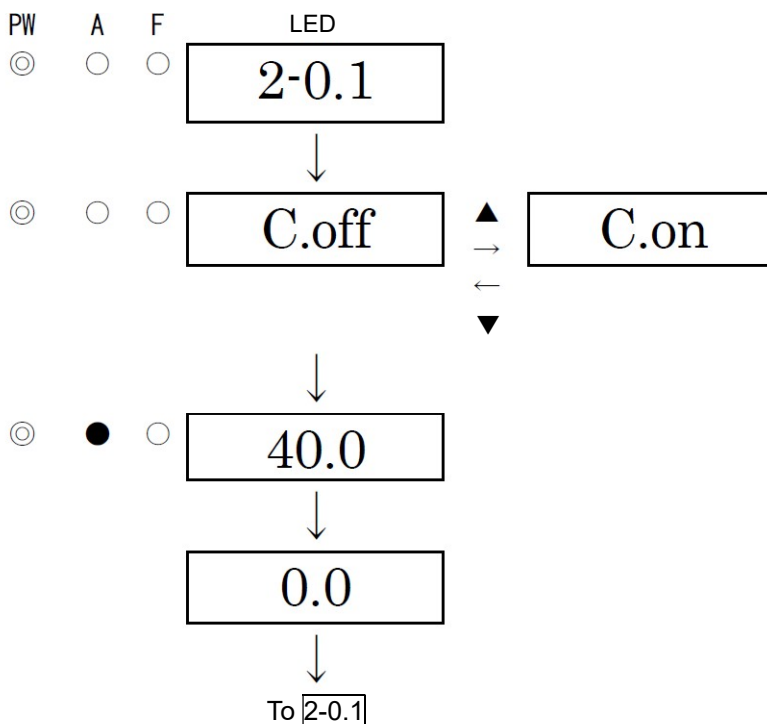 PW A F LED
◎ ○ ○ 2-0.1
↓
◎ ○ ○ C.off ▲ C.on
→
←
▼
↓
◎ ● ○ 40.0
↓
0.0
↓
To 2-0.1